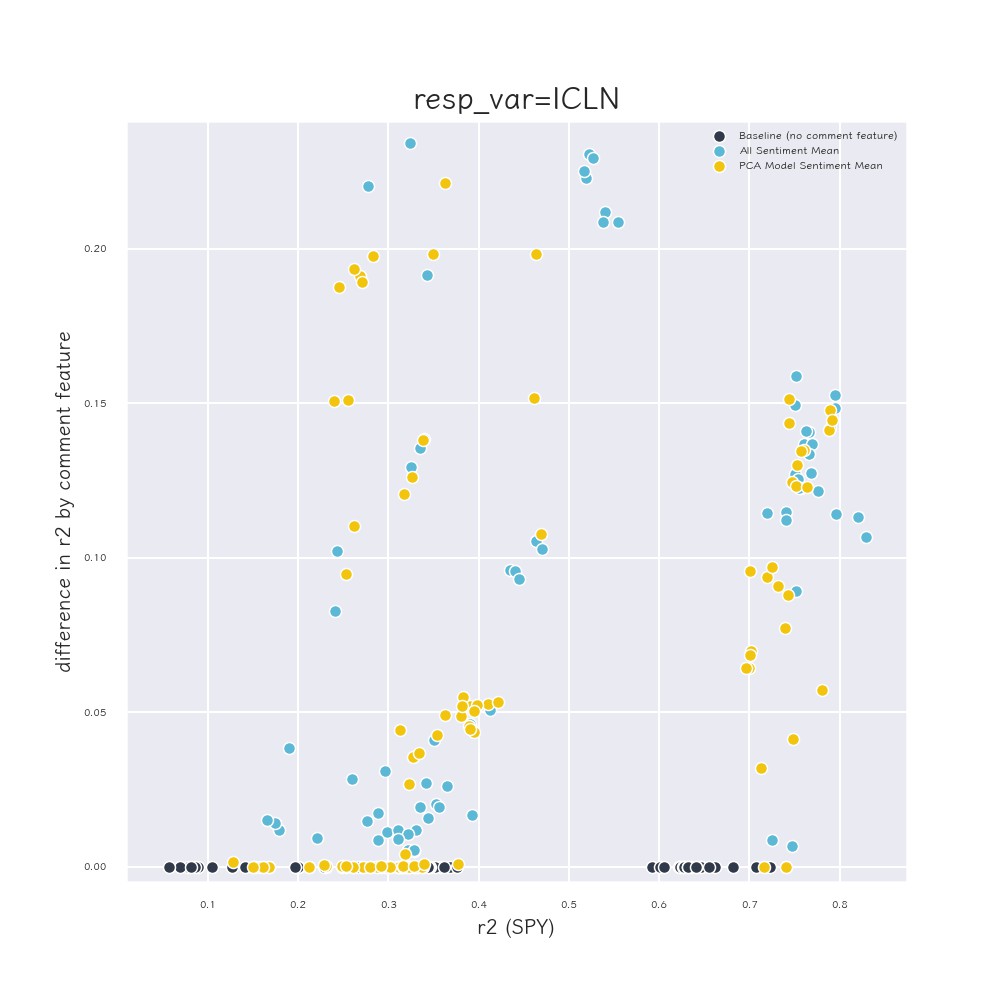 resp_var=ICLN
Baseline (no comment feature)
All Sentiment Mean
PCA Model Sentiment Mean
difference in r2 by comment feature
0.20
0.15
0.10
0.05
0.00
0.1 0.2 0.3 0.4 0.5 0.6 0.7 0.8
r2 (SPY)